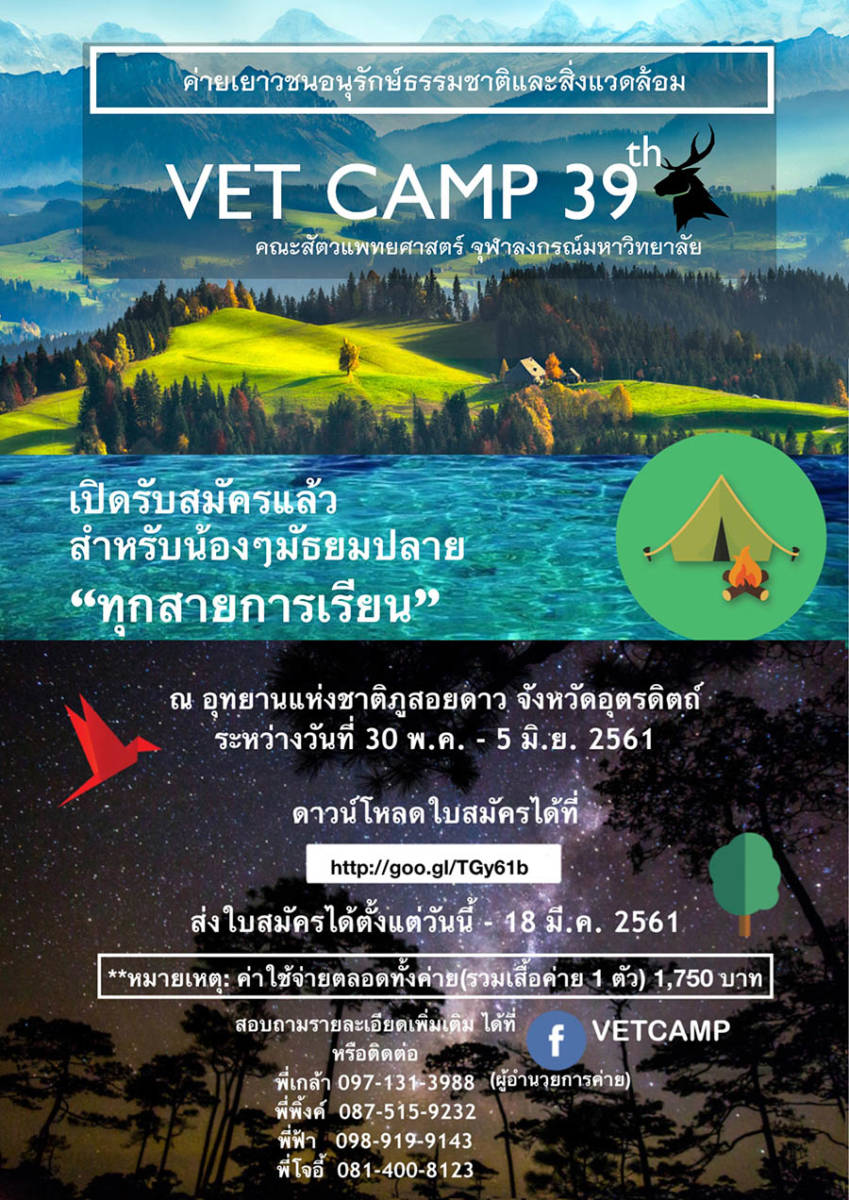 ค่ายเยาวชนอนุรักษ์ธรรมชาติและสิ่งแวดล้อม
VET CAMP 39th
คณะสัตวแพทยศาสตร์ จุฬาลงกรณ์มหาวิทยาลัย
เปิดรับสมัครแล้ว
สำหรับน้องๆมัธยมปลาย
“ทุกสายการเรียน”
ณ อุทยานแห่งชาติภูสอยดาว จังหวัดอุตรดิตถ์
ระหว่างวันที่ 30 พ.ค. - 5 มิ.ย. 2561
ดาวน์โหลดใบสมัครได้ที่
http://goo.gl/TGy61b
ส่งใบสมัครได้ตั้งแต่วันนี้ - 18 มี.ค. 2561
**หมายเหตุ: ค่าใช้จ่ายตลอดทั้งค่าย(รวมเสื้อค่าย 1 ตัว) 1,750 บาท
สอบถามรายละเอียดเพิ่มเติม ได้ที่ f VETCAMP
หรือติดต่อ
พี่เกล้า 097-131-3988 (ผู้อำนวยการค่าย)
พี่พิ้งค์ 087-515-9232
พี่ฟ้า 098-919-9143
พี่โจอี้ 081-400-8123